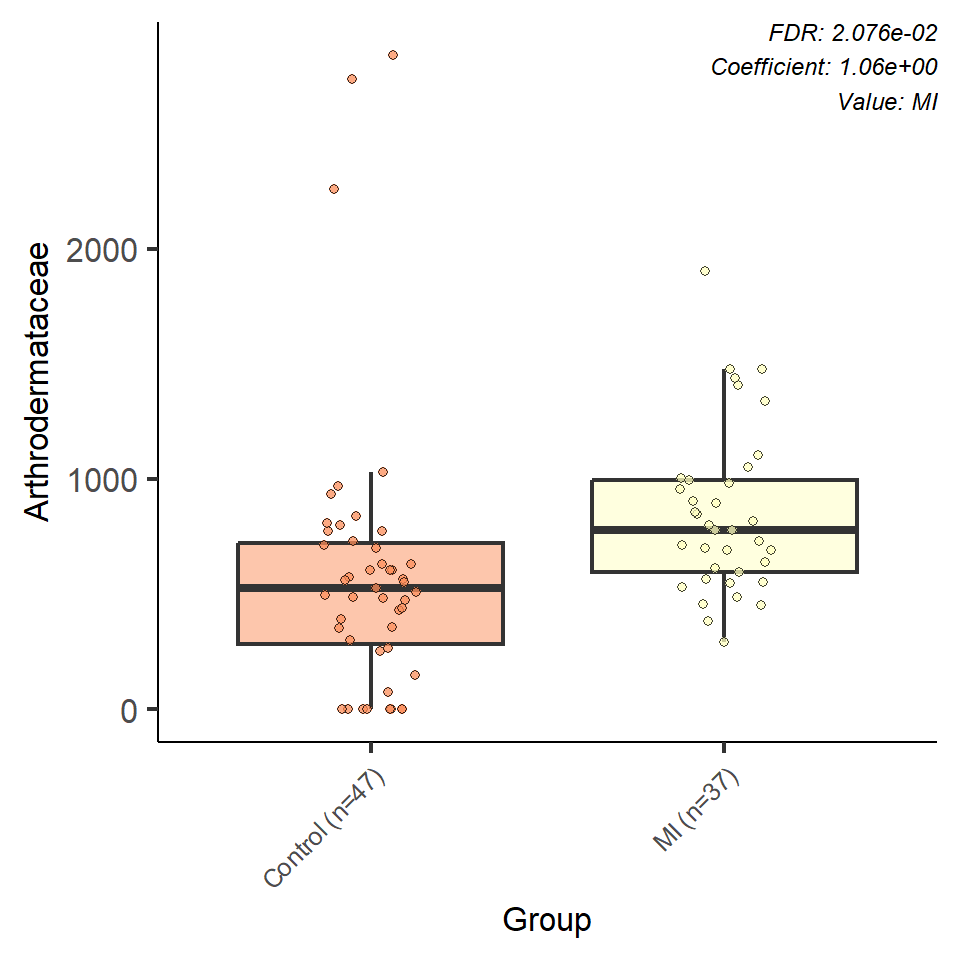 FDR: 2.076e-02
Coefficient: 1.06e+00
Value: MI
Arthrodermataceae
2000
1000
0
Control (n=47)
MI (n=37)
Group